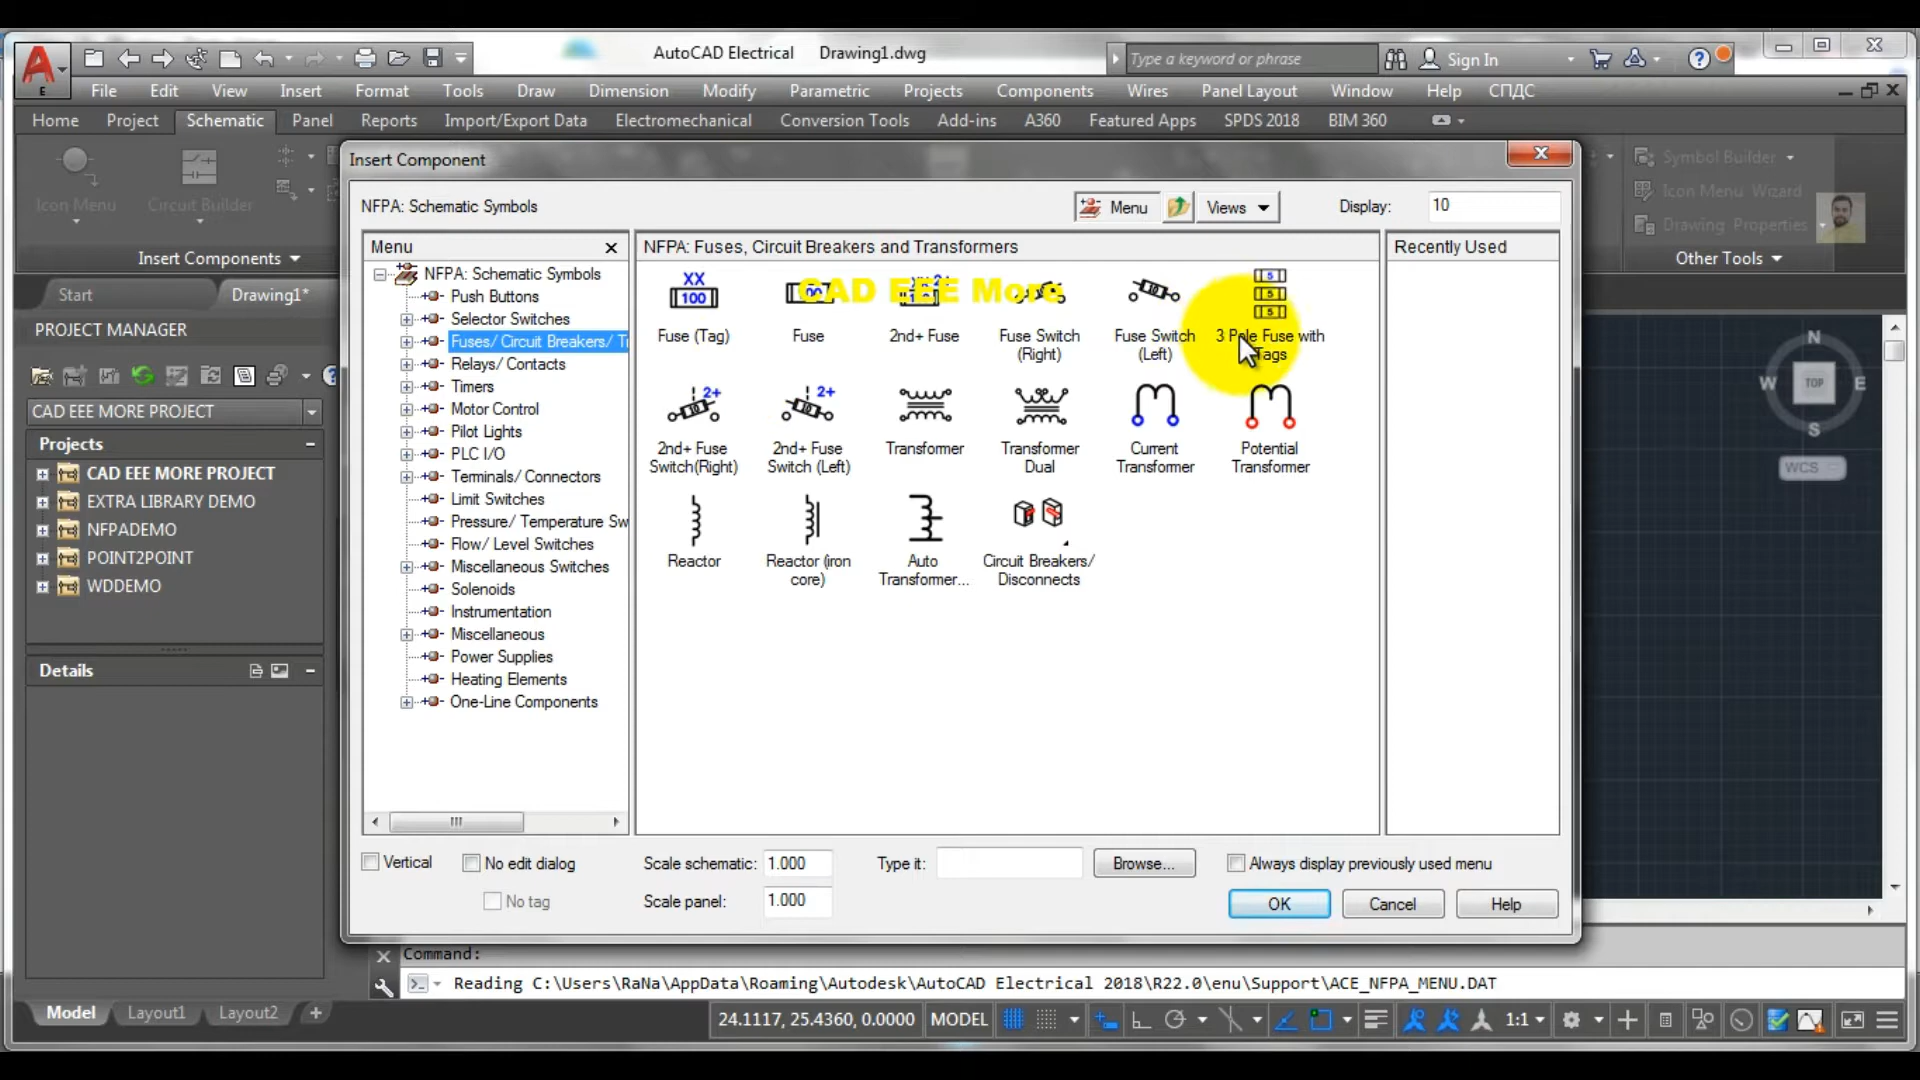 AutoCAD Electrical Drawing1.dwg
Type a keyword or phrase
Sign In
File Edit View Insert Format Tools Draw Dimension Modify Parametric Projects Components Wires Panel Layout Window Help СПДС
Home Project Schematic Panel Reports Import/Export Data Electromechanical Conversion Tools Add-ins A360 Featured Apps SPDS 2018 BIM 360
Icon Menu
Circuit Builder
Insert Components
Symbol Builder
Icon Menu Wizard
Drawing Properties
Other Tools
Start
Drawing1*
PROJECT MANAGER
CAD EEE MORE PROJECT
Projects
CAD EEE MORE PROJECT
EXTRA LIBRARY DEMO
NFPADEMO
POINT2POINT
WDDEMO
Details
Insert Component
NFPA: Schematic Symbols
Menu
Views
Display:
10
Menu
NFPA: Schematic Symbols
Push Buttons
Selector Switches
Fuses/ Circuit Breakers/ Tr
Relays/ Contacts
Timers
Motor Control
Pilot Lights
PLC I/O
Terminals/ Connectors
Limit Switches
Pressure/ Temperature Sw
Flow/ Level Switches
Miscellaneous Switches
Solenoids
Instrumentation
Miscellaneous
Power Supplies
Heating Elements
One-Line Components
NFPA: Fuses, Circuit Breakers and Transformers
XX
100
CAD EEE More
5
5
5
Fuse (Tag)
Fuse
2nd+ Fuse
Fuse Switch
(Right)
Fuse Switch
(Left)
3 Pole Fuse with
Tags
2+
2+
2nd+ Fuse
Switch(Right)
2nd+ Fuse
Switch (Left)
Transformer
Transformer
Dual
Current
Transformer
Potential
Transformer
Reactor
Reactor (iron
core)
Auto
Transformer...
Circuit Breakers/
Disconnects
Recently Used
Vertical
No edit dialog
No tag
Scale schematic:
1.000
Scale panel:
1.000
Type it:
Browse...
Always display previously used menu
OK
Cancel
Help
N
W
TOP
E
S
WCS
Command:
Reading C:\Users\RaNa\AppData\Roaming\Autodesk\AutoCAD Electrical 2018\R22.0\enu\Support\ACE_NFPA_MENU.DAT
Model Layout1 Layout2
24.1117, 25.4360, 0.0000 MODEL
1:1